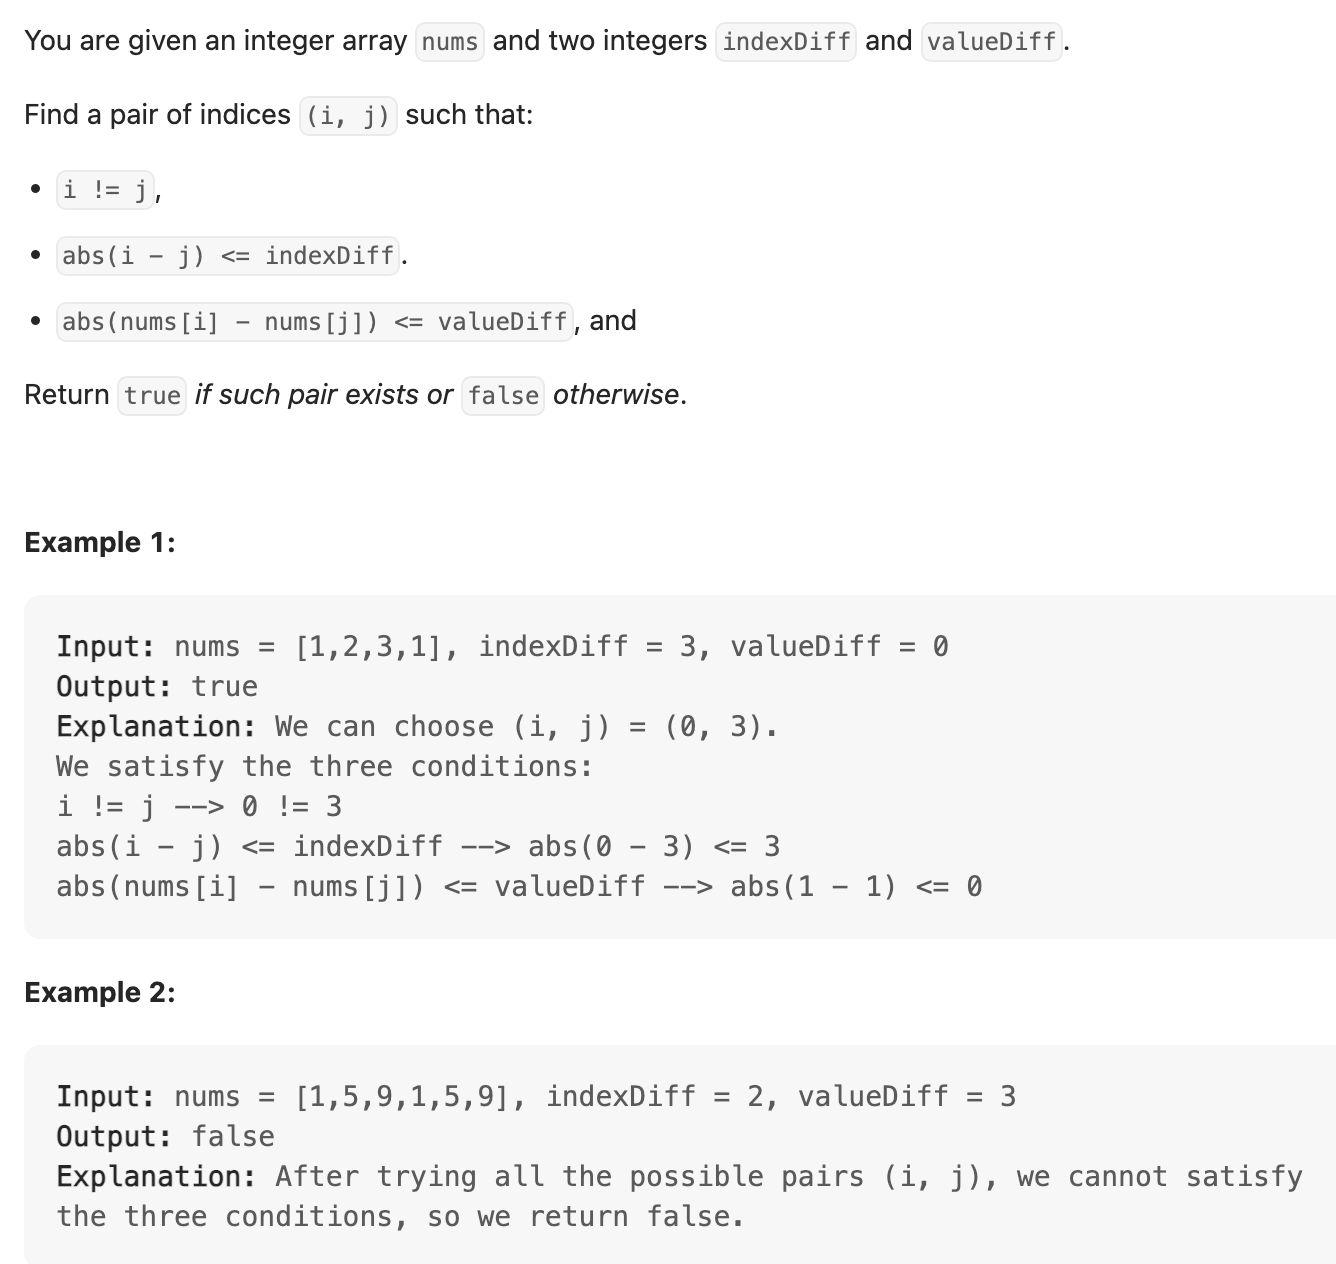 You are given an integer array nums and two integers indexDiff and valueDiff.
Find a pair of indices (i, j) such that:
• i != j,
• abs(i - j) <= indexDiff.
• abs(nums[i] - nums[j]) <= valueDiff, and
Return true if such pair exists or false otherwise.
Example 1:
Input: nums = [1,2,3,1], indexDiff = 3, valueDiff = 0
Output: true
Explanation: We can choose (i, j) = (0, 3).
We satisfy the three conditions:
i != j --> 0 != 3
abs(i - j) <= indexDiff --> abs(0 - 3) <= 3
abs(nums[i] - nums[j]) <= valueDiff --> abs(1 - 1) <= 0
Example 2:
Input: nums = [1,5,9,1,5,9], indexDiff = 2, valueDiff = 3
Output: false
Explanation: After trying all the possible pairs (i, j), we cannot satisfy
the three conditions, so we return false.